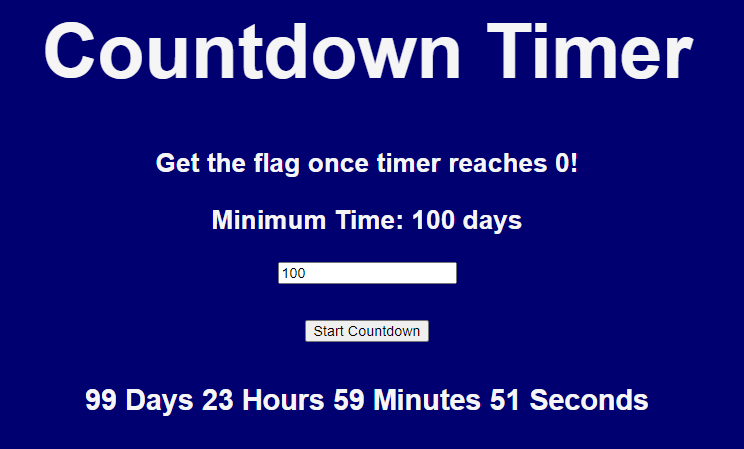 Countdown Timer
Get the flag once timer reaches 0!
Minimum Time: 100 days
100
Start Countdown
99 Days 23 Hours 59 Minutes 51 Seconds